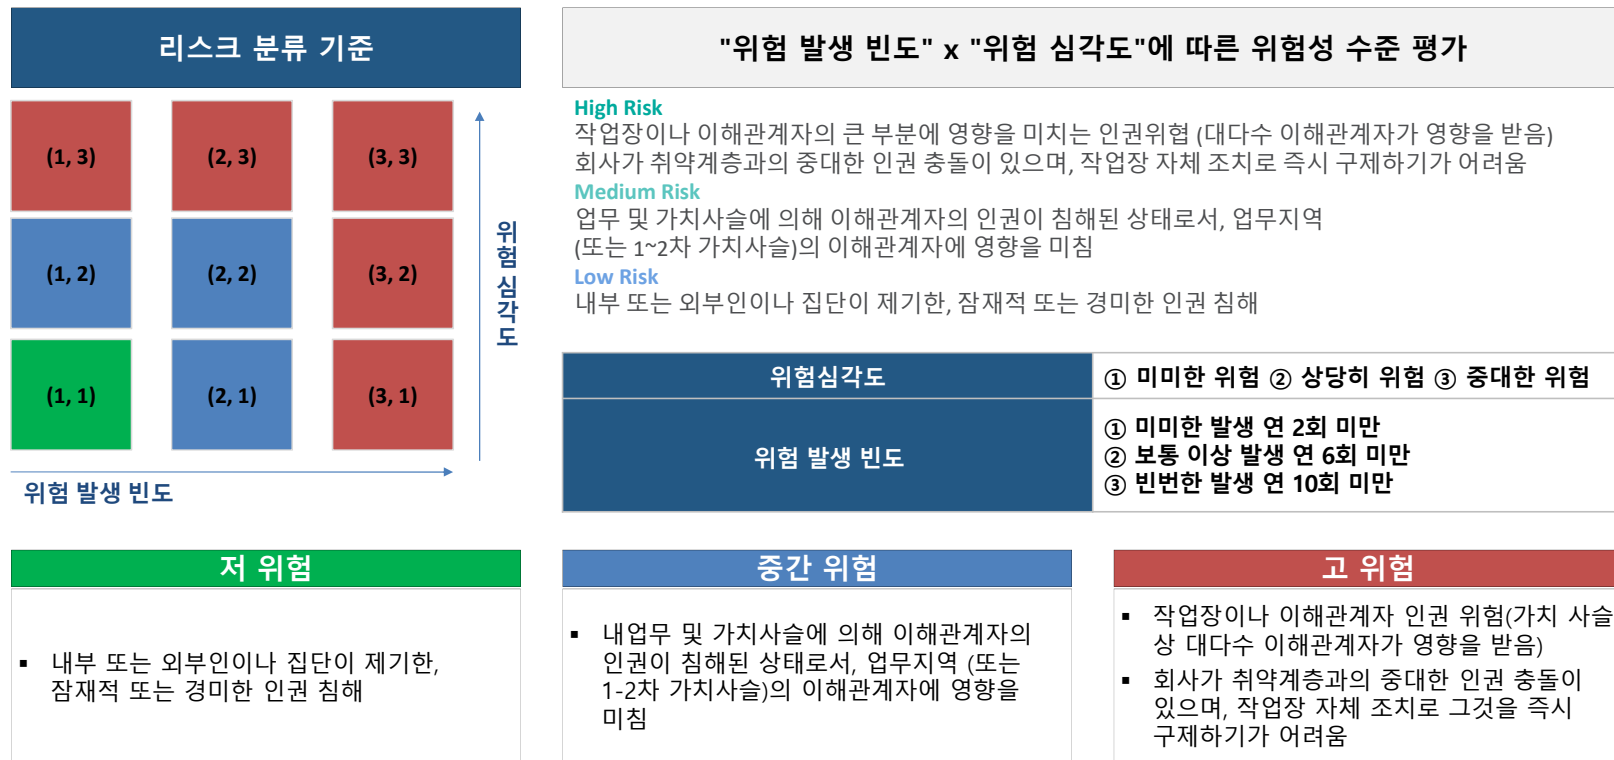 리스크 분류 기준
"위험 발생 빈도" x "위험 심각도"에 따른 위험성 수준 평가
(1, 3)
(2, 3)
(3, 3)
(1, 2)
(2, 2)
(3, 2)
(1, 1)
(2, 1)
(3, 1)
위험 심각도
위험 발생 빈도
High Risk
작업장이나 이해관계자의 큰 부분에 영향을 미치는 인권위협 (대다수 이해관계자가 영향을 받음)
회사가 취약계층과의 중대한 인권 충돌이 있으며, 작업장 자체 조치로 즉시 구제하기가 어려움
Medium Risk
업무 및 가치사슬에 의해 이해관계자의 인권이 침해된 상태로서, 업무지역
(또는 1~2차 가치사슬)의 이해관계자에 영향을 미침
Low Risk
내부 또는 외부인이나 집단이 제기한, 잠재적 또는 경미한 인권 침해
위험심각도
① 미미한 위험 ② 상당히 위험 ③ 중대한 위험
위험 발생 빈도
① 미미한 발생 연 2회 미만
② 보통 이상 발생 연 6회 미만
③ 빈번한 발생 연 10회 미만
저 위험
▪ 내부 또는 외부인이나 집단이 제기한,
잠재적 또는 경미한 인권 침해
중간 위험
▪ 내업무 및 가치사슬에 의해 이해관계자의
인권이 침해된 상태로서, 업무지역 (또는
1-2차 가치사슬)의 이해관계자에 영향을
미침
고 위험
▪ 작업장이나 이해관계자 인권 위험(가치 사슬
상 대다수 이해관계자가 영향을 받음)
▪ 회사가 취약계층과의 중대한 인권 충돌이
있으며, 작업장 자체 조치로 그것을 즉시
구제하기가 어려움